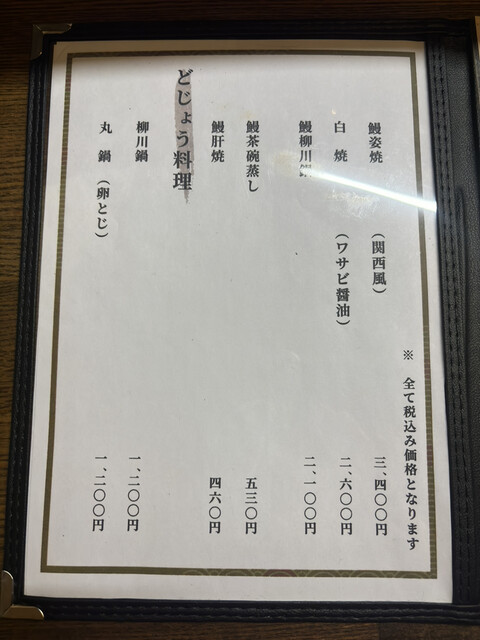 ※ 全て税込み価格となります
鰻姿焼 (関西風) 三、四〇〇円
白焼 (ワサビ醤油) 二、六〇〇円
鰻柳川鍋 二、一〇〇円
鰻茶碗蒸し 五三〇円
鰻肝焼 四六〇円
どじょう料理
柳川鍋 一、二〇〇円
丸鍋 (卵とじ) 一、二〇〇円